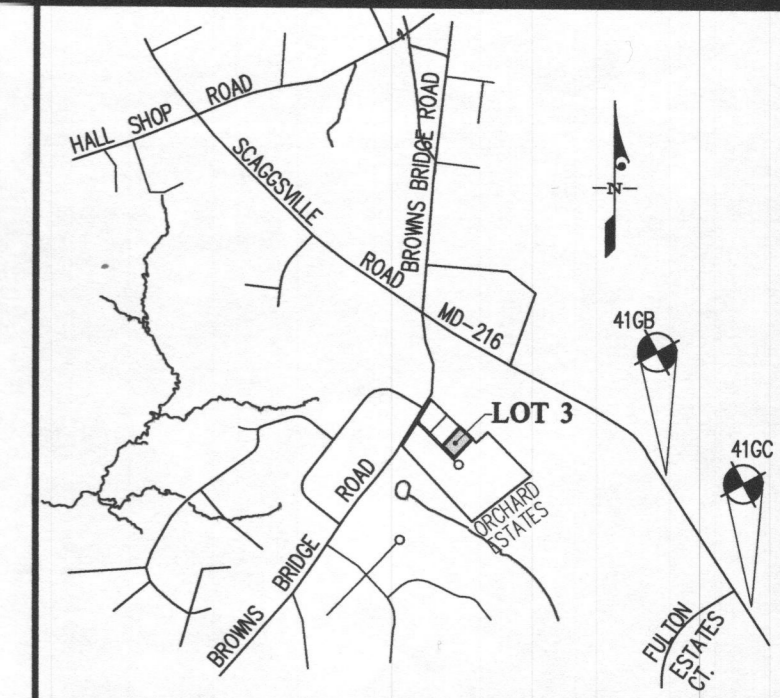 HALL SHOP ROAD
SCAGGSVILLE ROAD MD-216
BROWNS BRIDGE ROAD
N
41GB
LOT 3
41GC
ORCHARD
ESTATES
BROWNS BRIDGE ROAD
FULTON
ESTATES
CT.